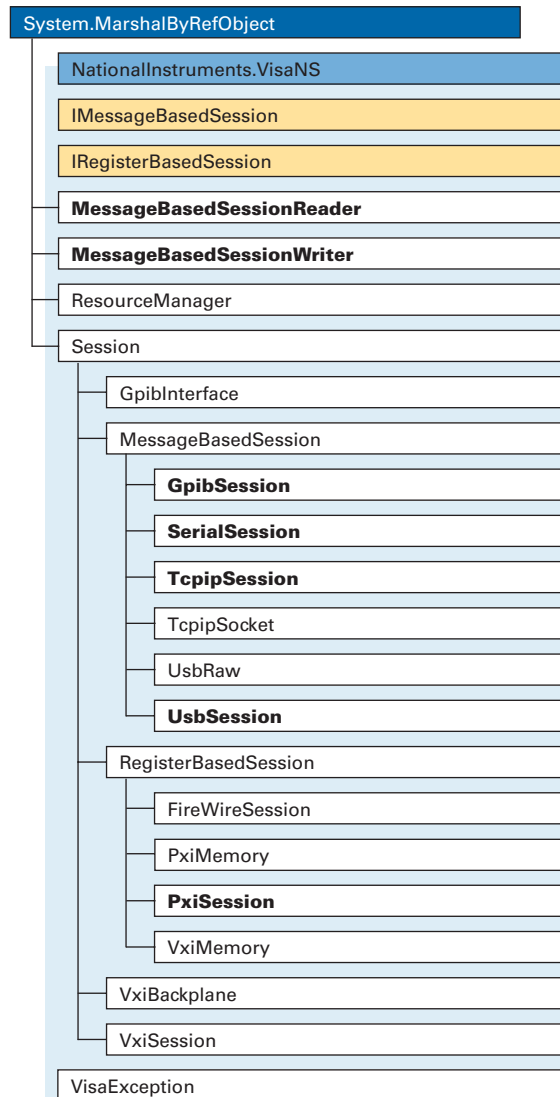 System.MarshalByRefObject
NationalInstruments.VisaNS
IMessageBasedSession
IRegisterBasedSession
MessageBasedSessionReader
MessageBasedSessionWriter
ResourceManager
Session
GpibInterface
MessageBasedSession
GpibSession
SerialSession
TcpipSession
TcpipSocket
UsbRaw
UsbSession
RegisterBasedSession
FireWireSession
PxiMemory
PxiSession
VxiMemory
VxiBackplane
VxiSession
VisaException